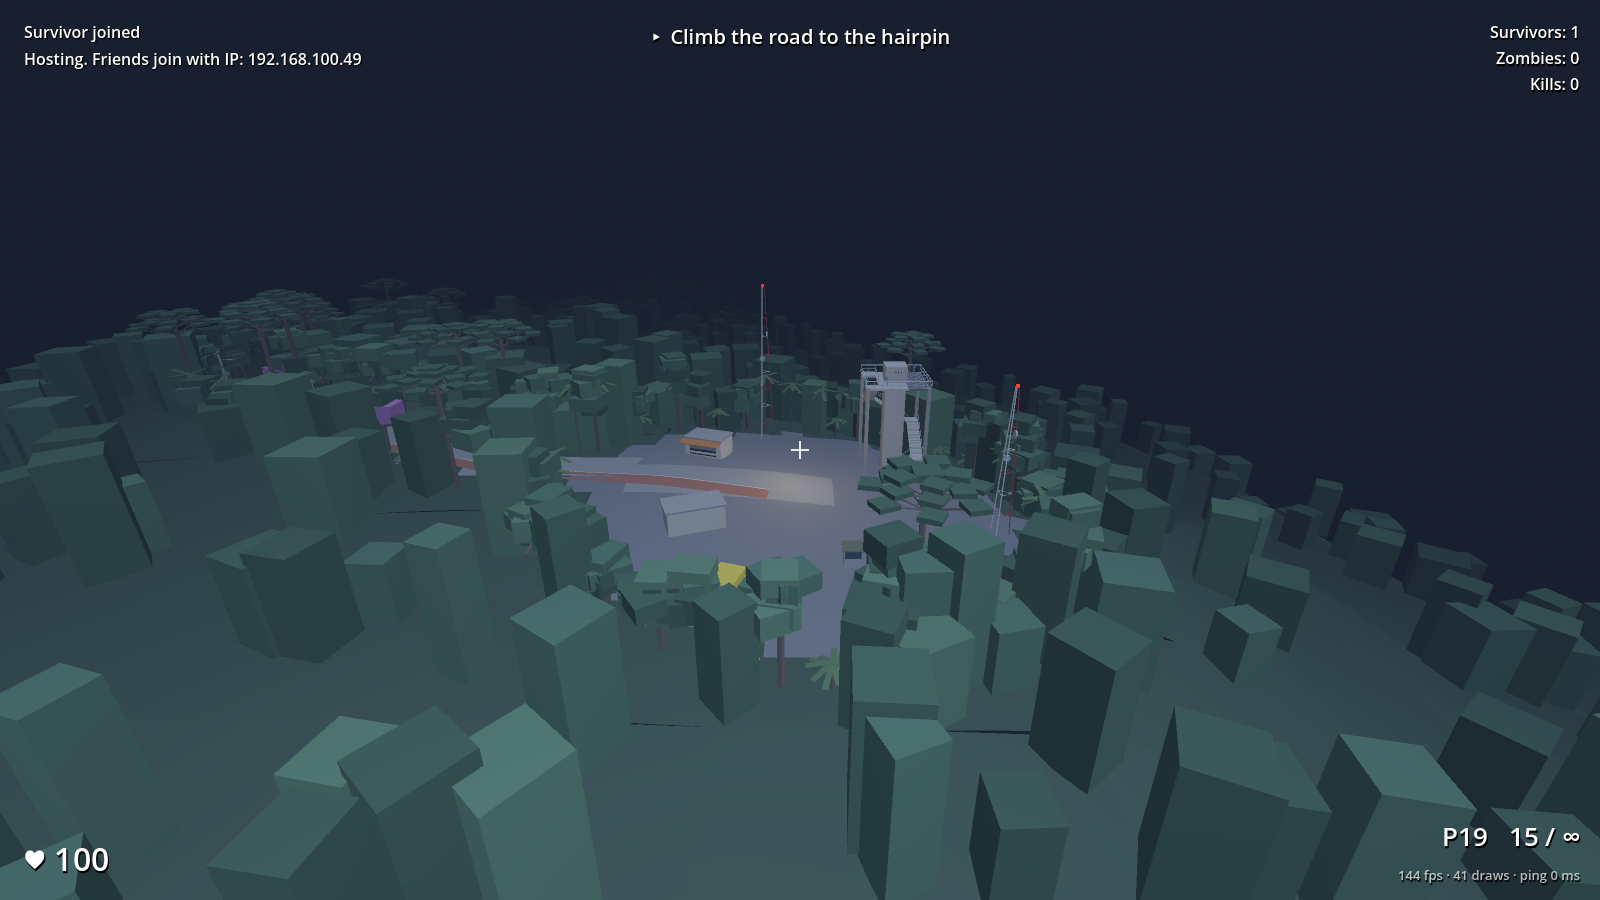 Survivor joined
Hosting. Friends join with IP: 192.168.100.49
▸ Climb the road to the hairpin
Survivors: 1
Zombies: 0
Kills: 0
100
P19 15 / ∞
144 fps · 41 draws · ping 0 ms